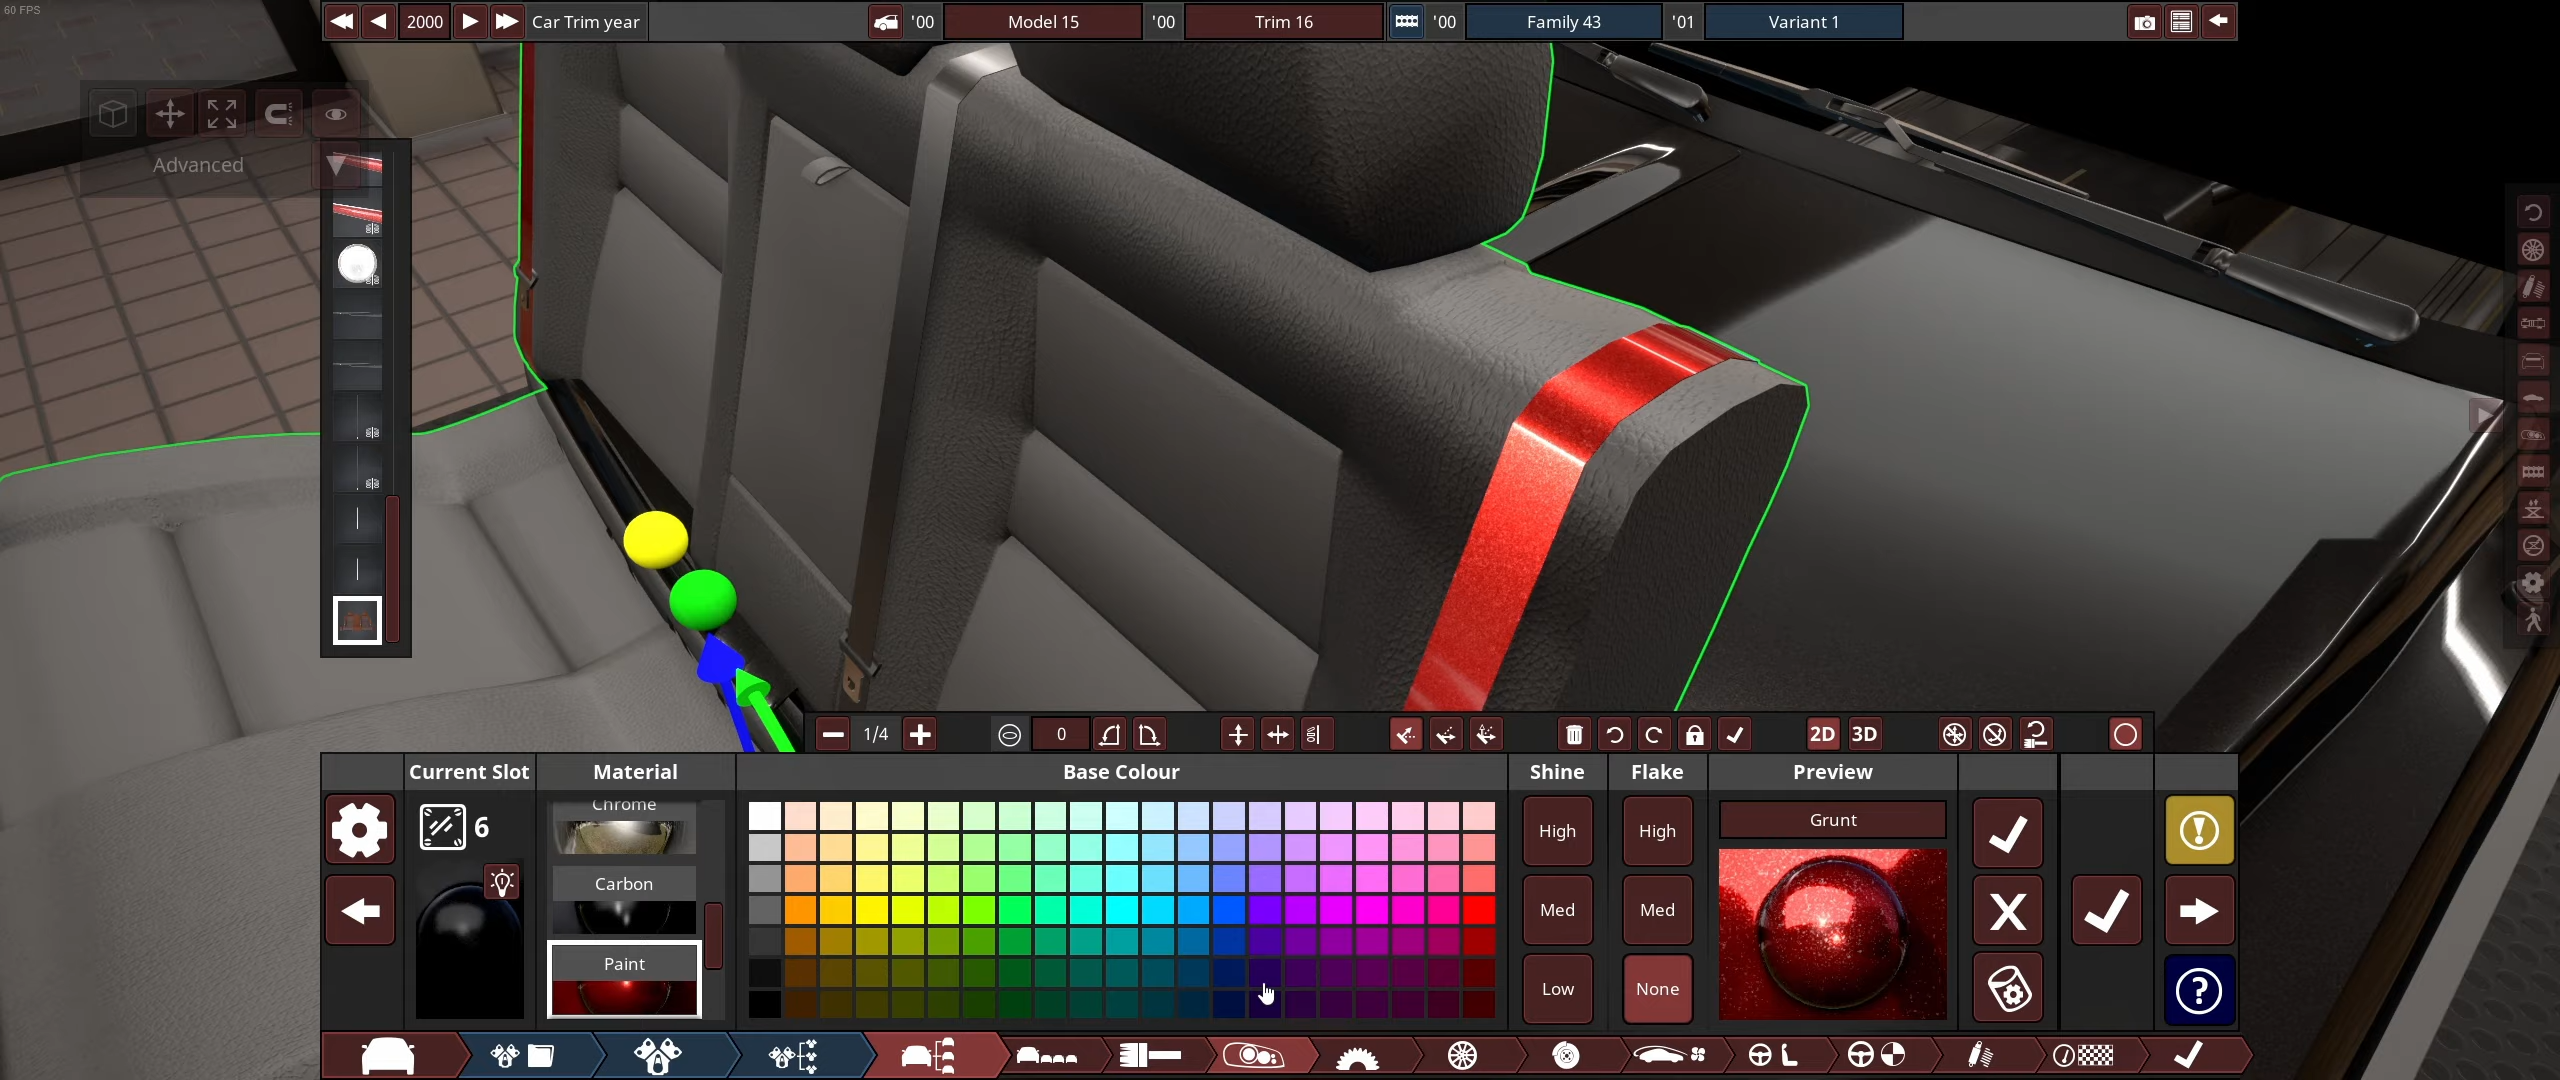 60 FPS
2000
Car Trim year
'00
Model 15
'00
Trim 16
'00
Family 43
'01
Variant 1
Advanced
1/4
0
2D
3D
Current Slot
Material
Base Colour
Shine
Flake
Preview
6
Chrome
Carbon
Paint
High
Med
Low
High
Med
None
Grunt